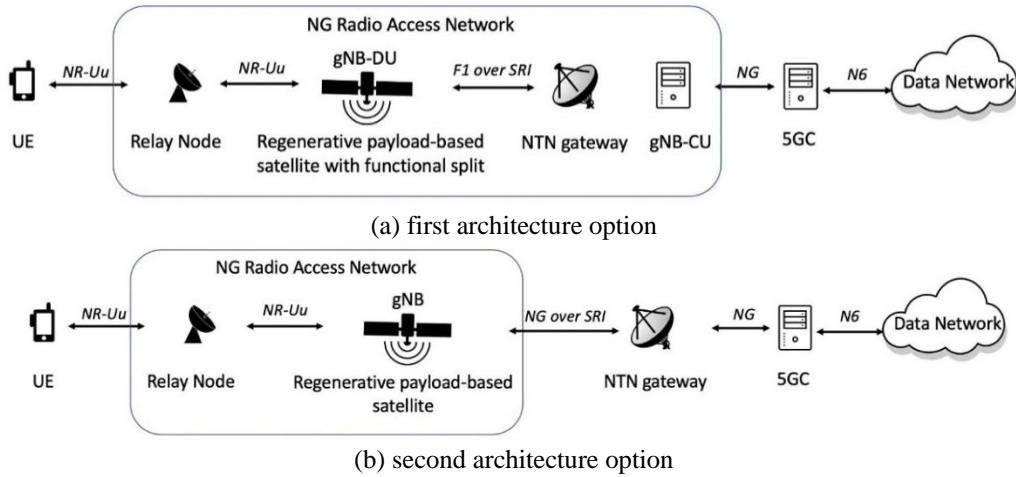 NG Radio Access Network
gNB-DU
NR-Uu
NR-Uu
F1 over SRI
NG
N6
Data Network
UE
Relay Node
Regenerative payload-based
satellite with functional split
NTN gateway
gNB-CU
5GC
(a) first architecture option
NG Radio Access Network
gNB
NR-Uu
NR-Uu
NG over SRI
NG
N6
Data Network
UE
Relay Node
Regenerative payload-based
satellite
NTN gateway
5GC
(b) second architecture option